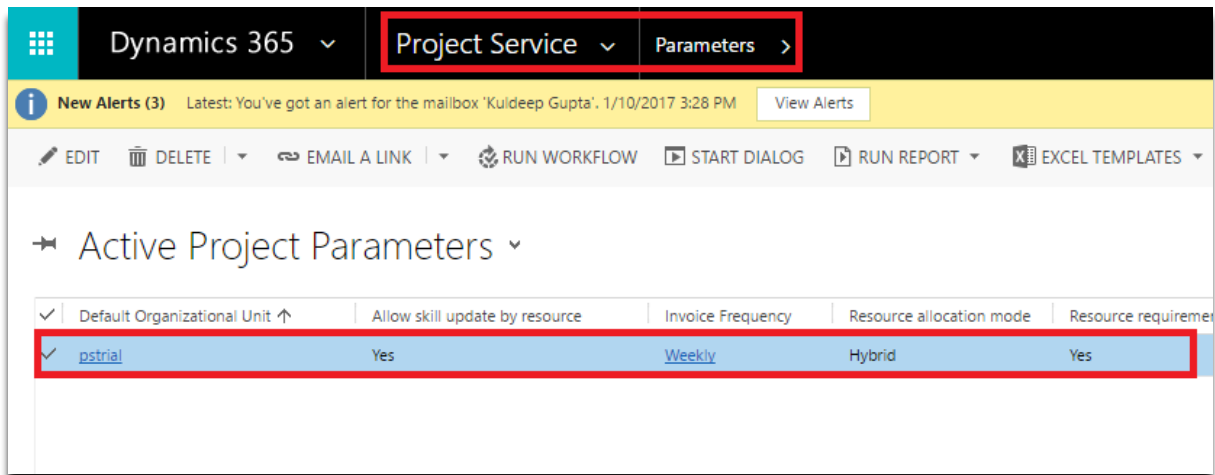 Dynamics 365 Project Service Parameters
New Alerts (3) Latest: You've got an alert for the mailbox 'Kuldeep Gupta'. 1/10/2017 3:28 PM View Alerts
EDIT DELETE EMAIL A LINK RUN WORKFLOW START DIALOG RUN REPORT EXCEL TEMPLATES
Active Project Parameters
Default Organizational Unit ↑ Allow skill update by resource Invoice Frequency Resource allocation mode Resource
pstrial Yes Weekly Hybrid Yes